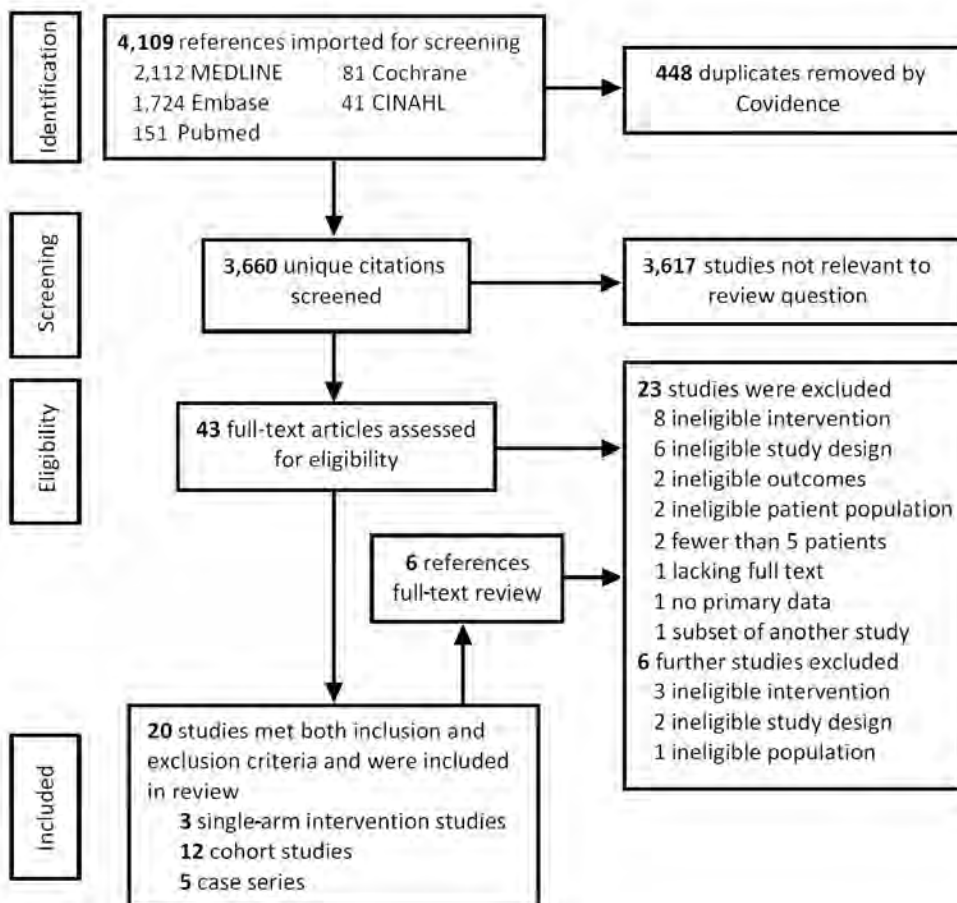 Identification
4,109 references imported for screening
2,112 MEDLINE 81 Cochrane
1,724 Embase 41 CINAHL
151 Pubmed
448 duplicates removed by
Covidence
Screening
3,660 unique citations
screened
3,617 studies not relevant to
review question
Eligibility
43 full-text articles assessed
for eligibility
23 studies were excluded
8 ineligible intervention
6 ineligible study design
2 ineligible outcomes
2 ineligible patient population
2 fewer than 5 patients
1 lacking full text
1 no primary data
1 subset of another study
6 further studies excluded
3 ineligible intervention
2 ineligible study design
1 ineligible population
6 references
full-text review
Included
20 studies met both inclusion and
exclusion criteria and were included
in review
3 single-arm intervention studies
12 cohort studies
5 case series